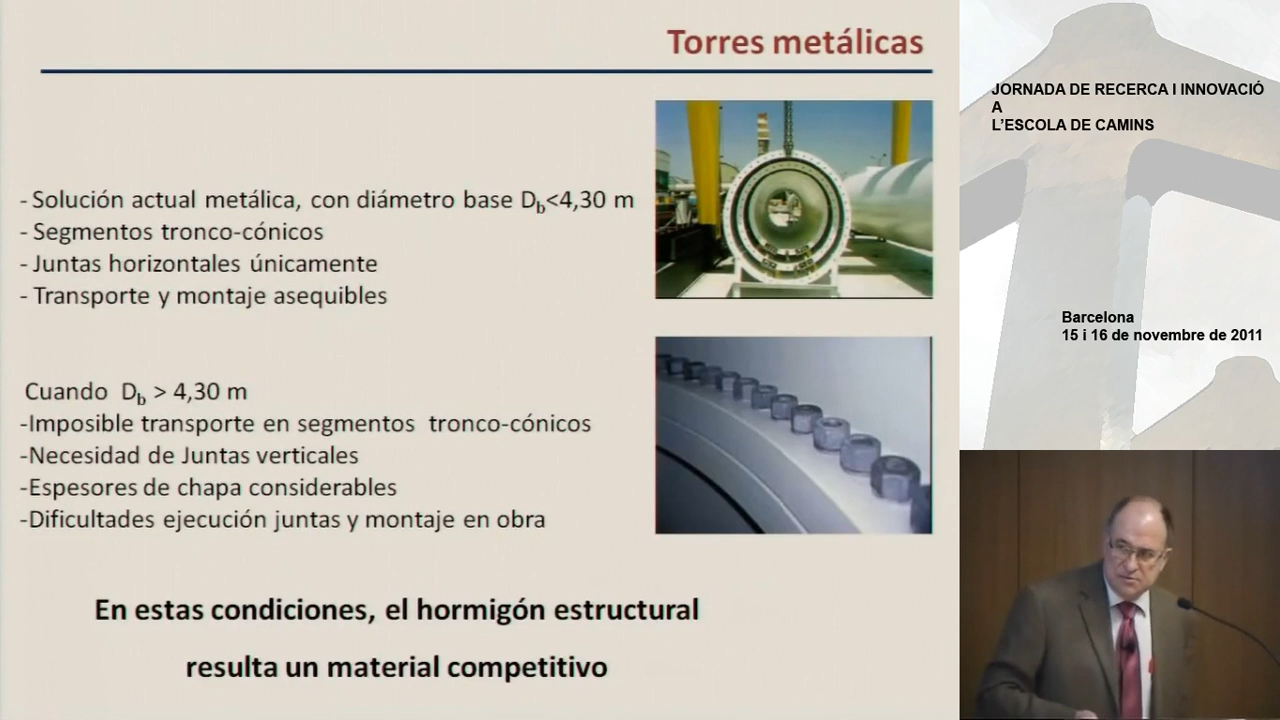 Torres metálicas
- Solución actual metálica, con diámetro base Db<4,30 m
- Segmentos tronco-cónicos
- Juntas horizontales únicamente
- Transporte y montaje asequibles
Cuando Db > 4,30 m
-Imposible transporte en segmentos tronco-cónicos
-Necesidad de Juntas verticales
-Espesores de chapa considerables
-Dificultades ejecución juntas y montaje en obra
En estas condiciones, el hormigón estructural
resulta un material competitivo
JORNADA DE RECERCA I INNOVACIÓ
A
L'ESCOLA DE CAMINS
Barcelona
15 i 16 de novembre de 2011